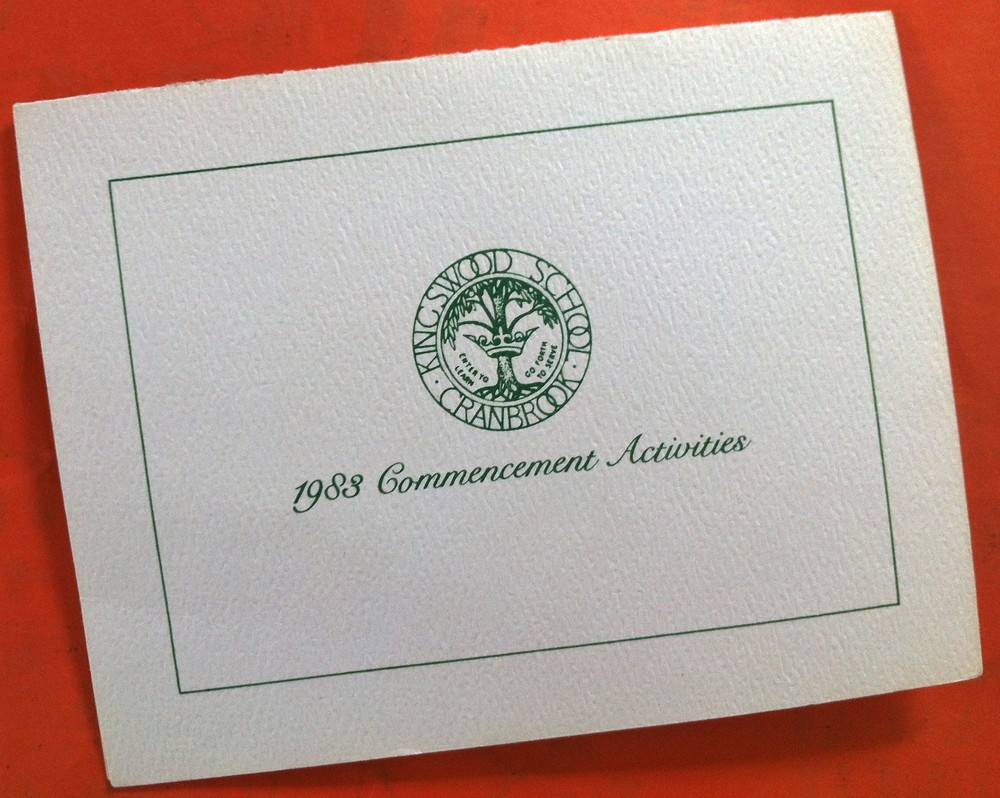 KINGSWOOD SCHOOL
ENTER TO
LEARN
GO FORTH
TO SERVE
· CRANBROOK ·
1983 Commencement Activities